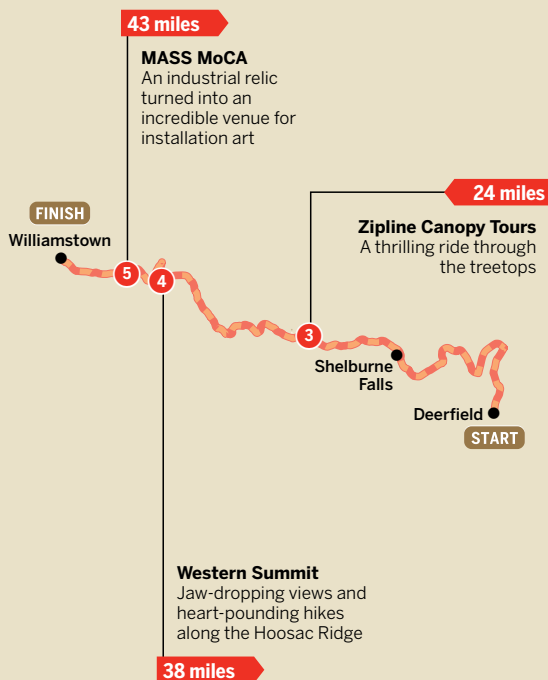 43 miles
MASS MoCA
An industrial relic
turned into an
incredible venue for
installation art
24 miles
Zipline Canopy Tours
A thrilling ride through
the treetops
FINISH
Williamstown
5
4
3
Shelburne
Falls
Deerfield
START
Western Summit
Jaw-dropping views and
heart-pounding hikes
along the Hoosac Ridge
38 miles